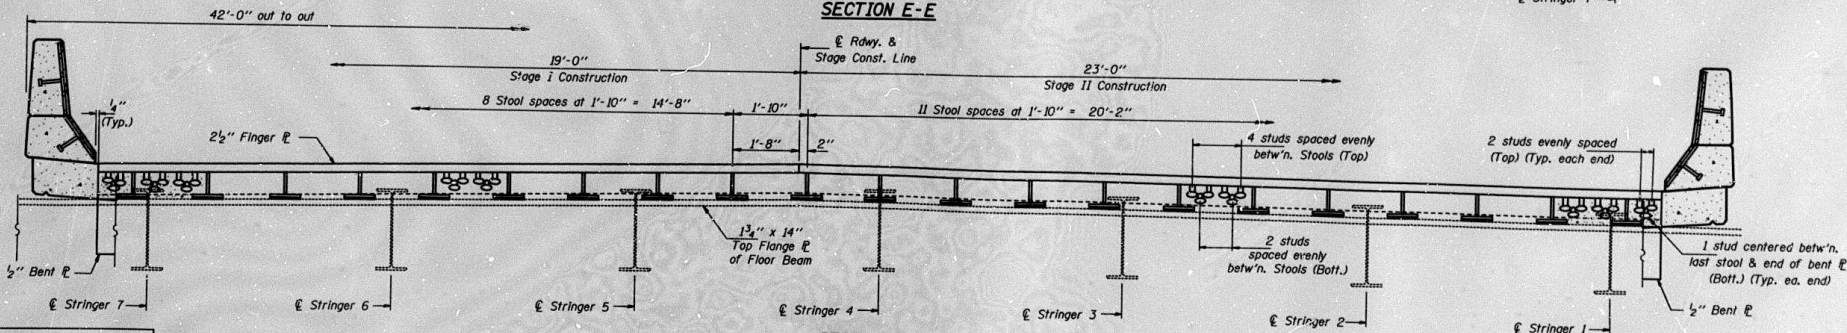 SECTION E-E
℄ Stringer
42'-0" out to out
℄ Rdwy. &
Stage Const. Line
19'-0"
Stage I Construction
23'-0"
Stage II Construction
8 Stool spaces at 1'-10" = 14'-8"
1'-10"
11 Stool spaces at 1'-10" = 20'-2"
1/4"
(Typ.)
2 1/2" Finger ⅊
1'-8"
2"
4 studs spaced evenly
betw'n. Stools (Top)
2 studs evenly spaced
(Top) (Typ. each end)
1 3/4" x 14"
Top Flange ⅊
of Floor Beam
2 studs
spaced evenly
betw'n. Stools (Bott.)
1 stud centered betw'n.
last stool & end of bent ⅊
(Bott.) (Typ. ea. end)
1/2" Bent ⅊
1/2" Bent ⅊
℄ Stringer 7
℄ Stringer 6
℄ Stringer 5
℄ Stringer 4
℄ Stringer 3
℄ Stringer 2
℄ Stringer 1